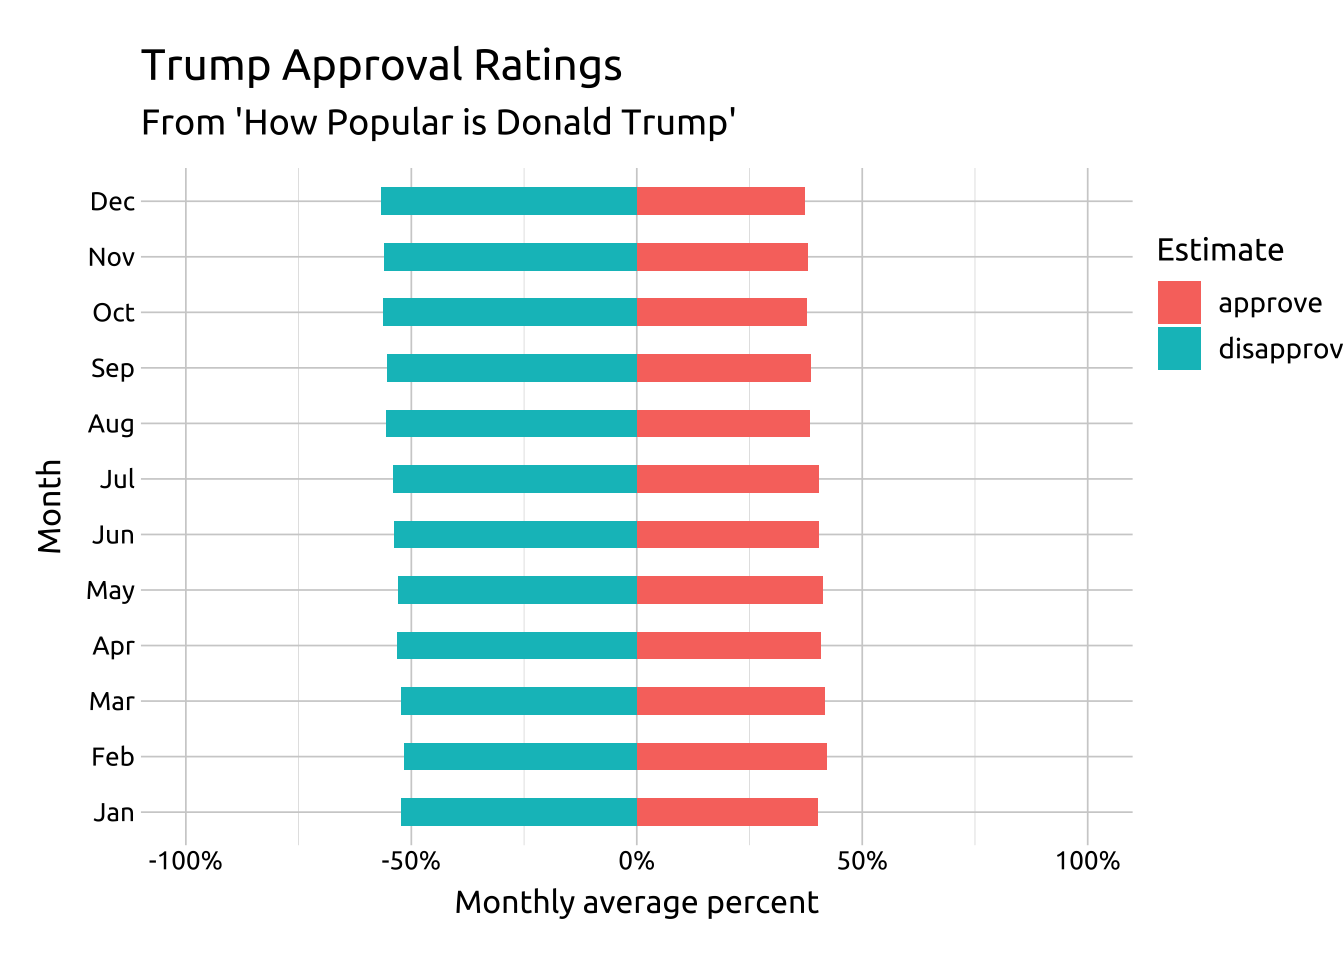 Trump Approval Ratings
From 'How Popular is Donald Trump'
Dec
Nov
Oct
Sep
Aug
Jul
Jun
May
Apr
Mar
Feb
Jan
Month
-100% -50% 0% 50% 100%
Monthly average percent
Estimate
approve
disapprov